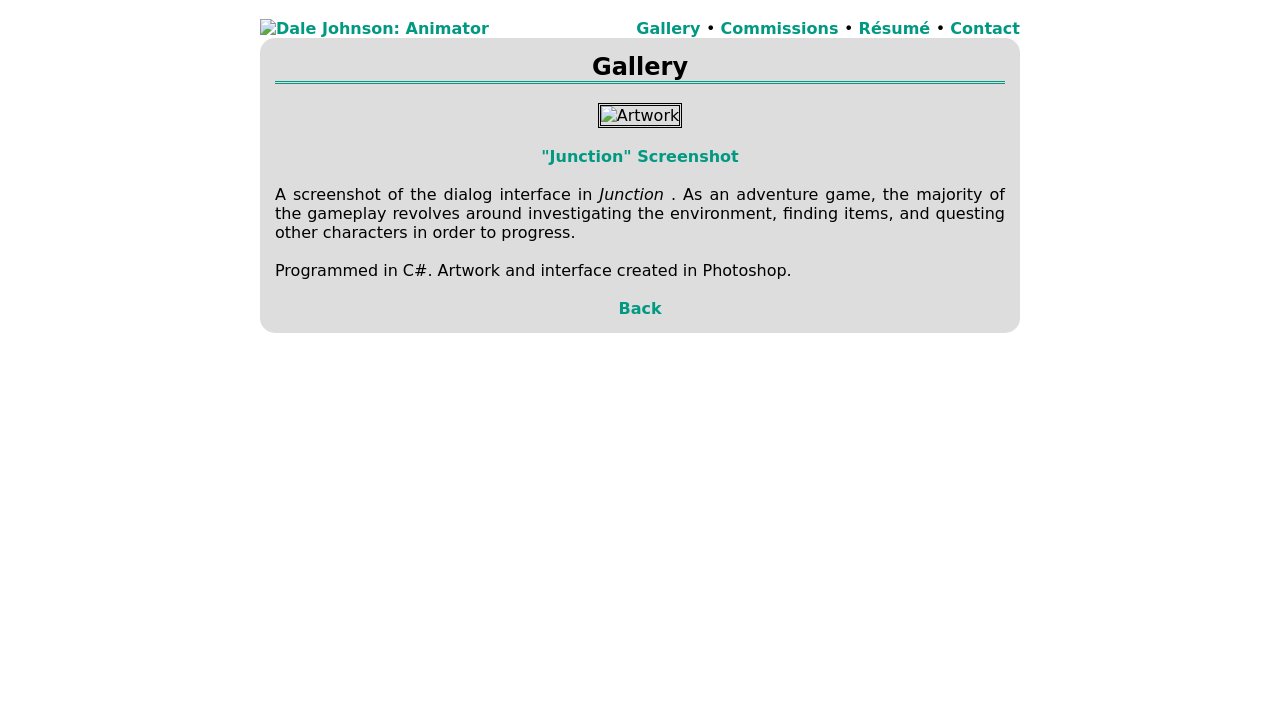 Dale Johnson: Animator
Gallery • Commissions • Résumé • Contact
Gallery
Artwork
"Junction" Screenshot
A screenshot of the dialog interface in Junction . As an adventure game, the majority of
the gameplay revolves around investigating the environment, finding items, and questing
other characters in order to progress.
Programmed in C#. Artwork and interface created in Photoshop.
Back